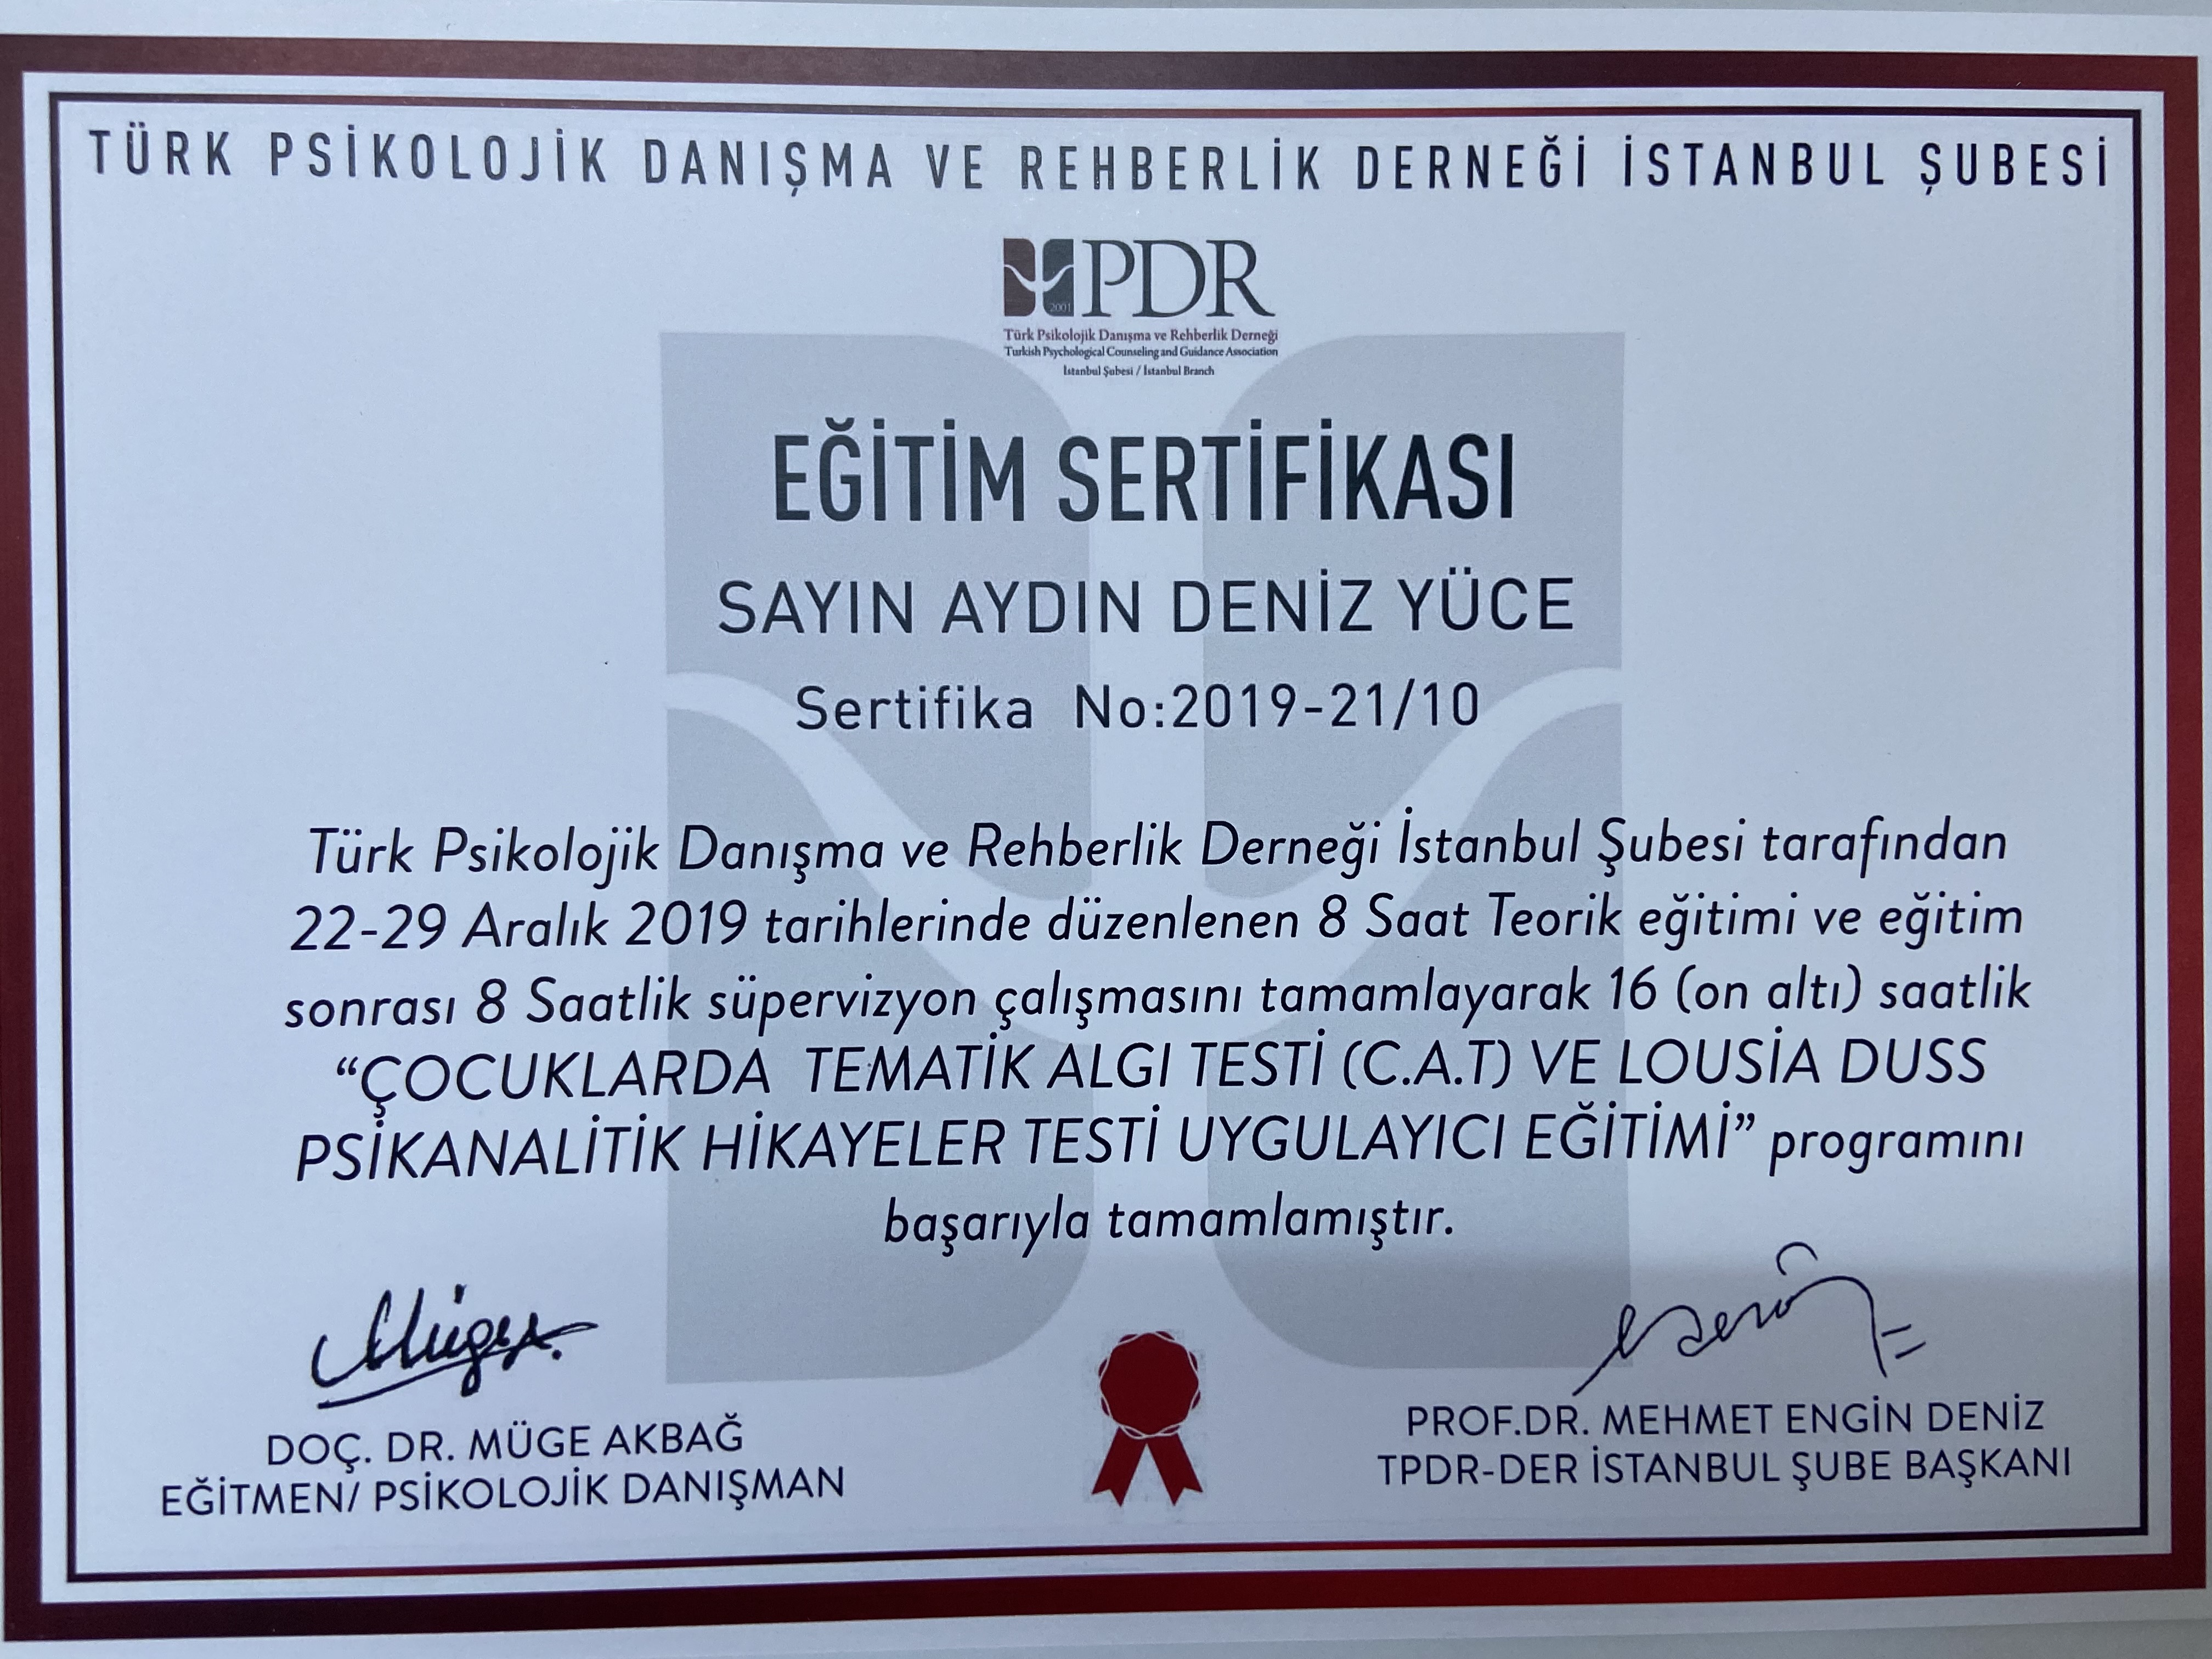 TÜRK PSİKOLOJİK DANIŞMA VE REHBERLİK DERNEĞİ İSTANBUL ŞUBESİ
2001 PDR
Türk Psikolojik Danışma ve Rehberlik Derneği
Turkish Psychological Counseling and Guidance Association
İstanbul Şubesi / İstanbul Branch
EĞİTİM SERTİFİKASI
SAYIN AYDIN DENİZ YÜCE
Sertifika No:2019-21/10
Türk Psikolojik Danışma ve Rehberlik Derneği İstanbul Şubesi tarafından
22-29 Aralık 2019 tarihlerinde düzenlenen 8 Saat Teorik eğitimi ve eğitim
sonrası 8 Saatlik süpervizyon çalışmasını tamamlayarak 16 (on altı) saatlik
“ÇOCUKLARDA TEMATİK ALGI TESTİ (C.A.T) VE LOUSİA DUSS
PSİKANALİTİK HİKAYELER TESTİ UYGULAYICI EĞİTİMİ” programını
başarıyla tamamlamıştır.
DOÇ. DR. MÜGE AKBAĞ
EĞİTMEN/ PSİKOLOJİK DANIŞMAN
PROF.DR. MEHMET ENGİN DENİZ
TPDR-DER İSTANBUL ŞUBE BAŞKANI